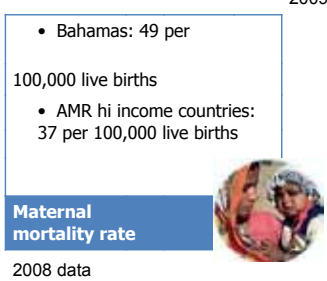 • Bahamas: 49 per
100,000 live births
• AMR hi income countries:
37 per 100,000 live births
Maternal
mortality rate
2008 data